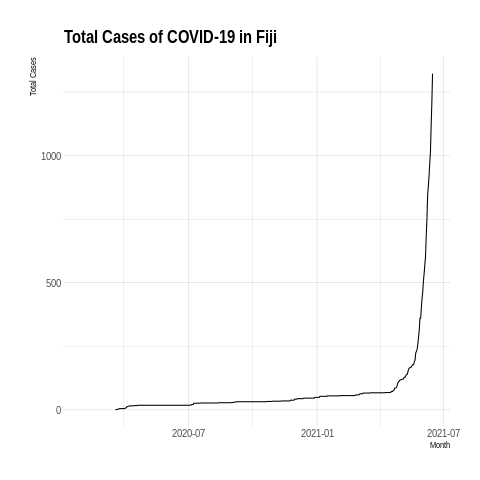 Total Cases of COVID-19 in Fiji
Total Cases
1000
500
0
2020-07
2021-01
2021-07
Month